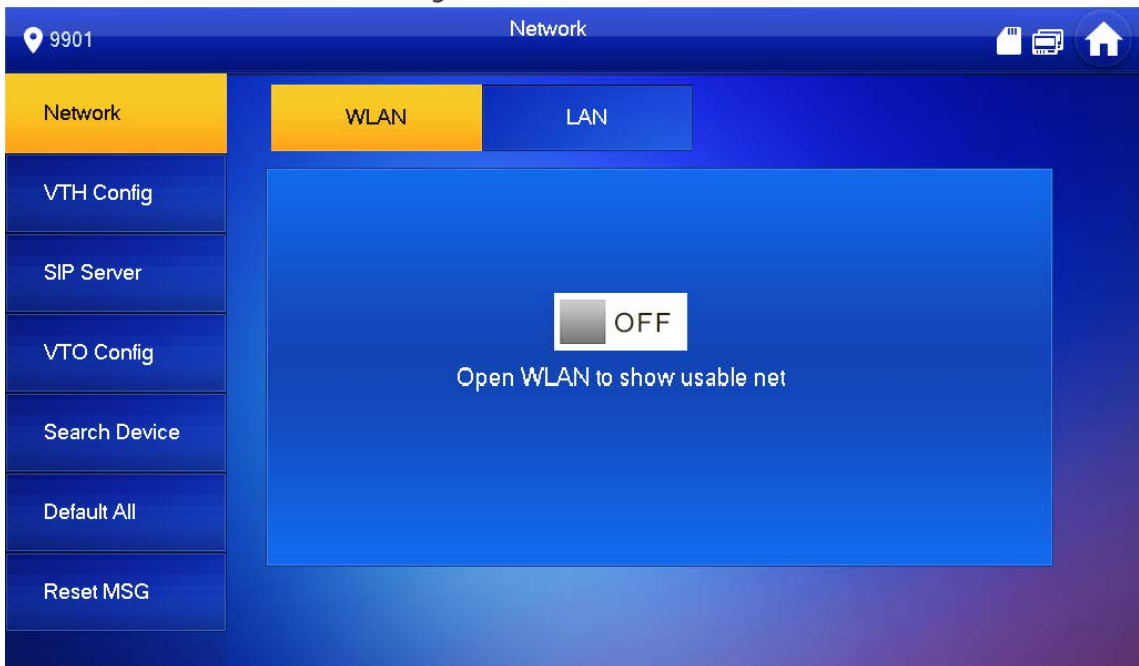 9901
Network
Network
WLAN
LAN
VTH Config
SIP Server
OFF
VTO Config
Open WLAN to show usable net
Search Device
Default All
Reset MSG